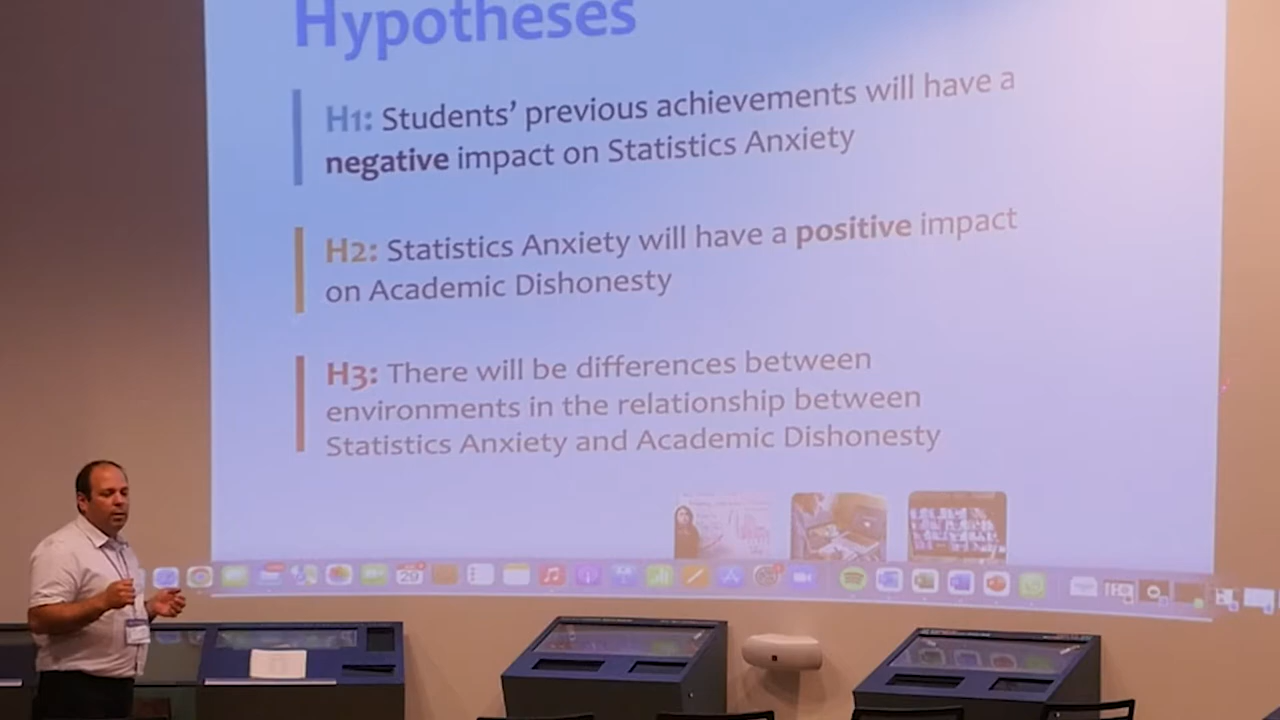 Hypotheses
H1: Students’ previous achievements will have a
negative impact on Statistics Anxiety
H2: Statistics Anxiety will have a positive impact
on Academic Dishonesty
H3: There will be differences between
environments in the relationship between
Statistics Anxiety and Academic Dishonesty
29